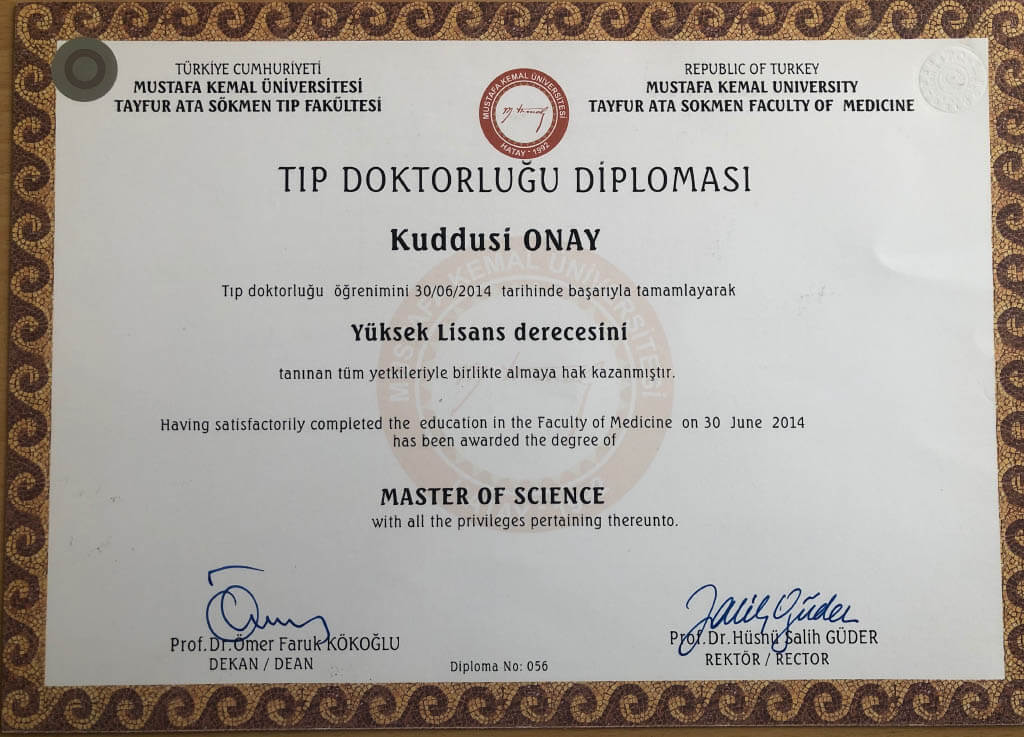 TÜRKİYE CUMHURİYETİ
MUSTAFA KEMAL ÜNİVERSİTESİ
TAYFUR ATA SÖKMEN TIP FAKÜLTESİ
REPUBLIC OF TURKEY
MUSTAFA KEMAL UNIVERSITY
TAYFUR ATA SOKMEN FACULTY OF MEDICINE
MUSTAFA KEMAL ÜNİVERSİTESİ
HATAY - 1992
TIP DOKTORLUĞU DİPLOMASI
Kuddusi ONAY
Tıp doktorluğu öğrenimini 30/06/2014 tarihinde başarıyla tamamlayarak
Yüksek Lisans derecesini
tanınan tüm yetkileriyle birlikte almaya hak kazanmıştır.
Having satisfactorily completed the education in the Faculty of Medicine on 30 June 2014
has been awarded the degree of
MASTER OF SCIENCE
with all the privileges pertaining thereunto.
Prof.Dr.Ömer Faruk KÖKOĞLU
DEKAN / DEAN
Diploma No: 056
Prof.Dr.Hüsnü Salih GÜDER
REKTÖR / RECTOR